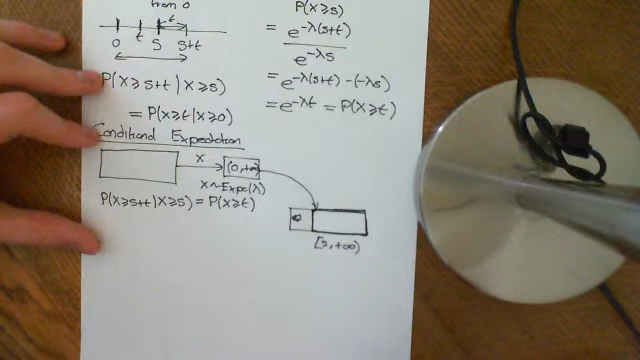 from 0
0 t s s+t
t
P(X≥s+t|X≥s)
= P(X≥t|X≥0)
P(X≥s)
= e^-λ(s+t) / e^-λs
= e^-λ(s+t)-(-λs)
= e^-λt = P(X≥t)
Conditional Expectation
X
(0,+∞)
X~Expo(λ)
P(X≥s+t|X≥s) = P(X≥t)
[s,+∞)